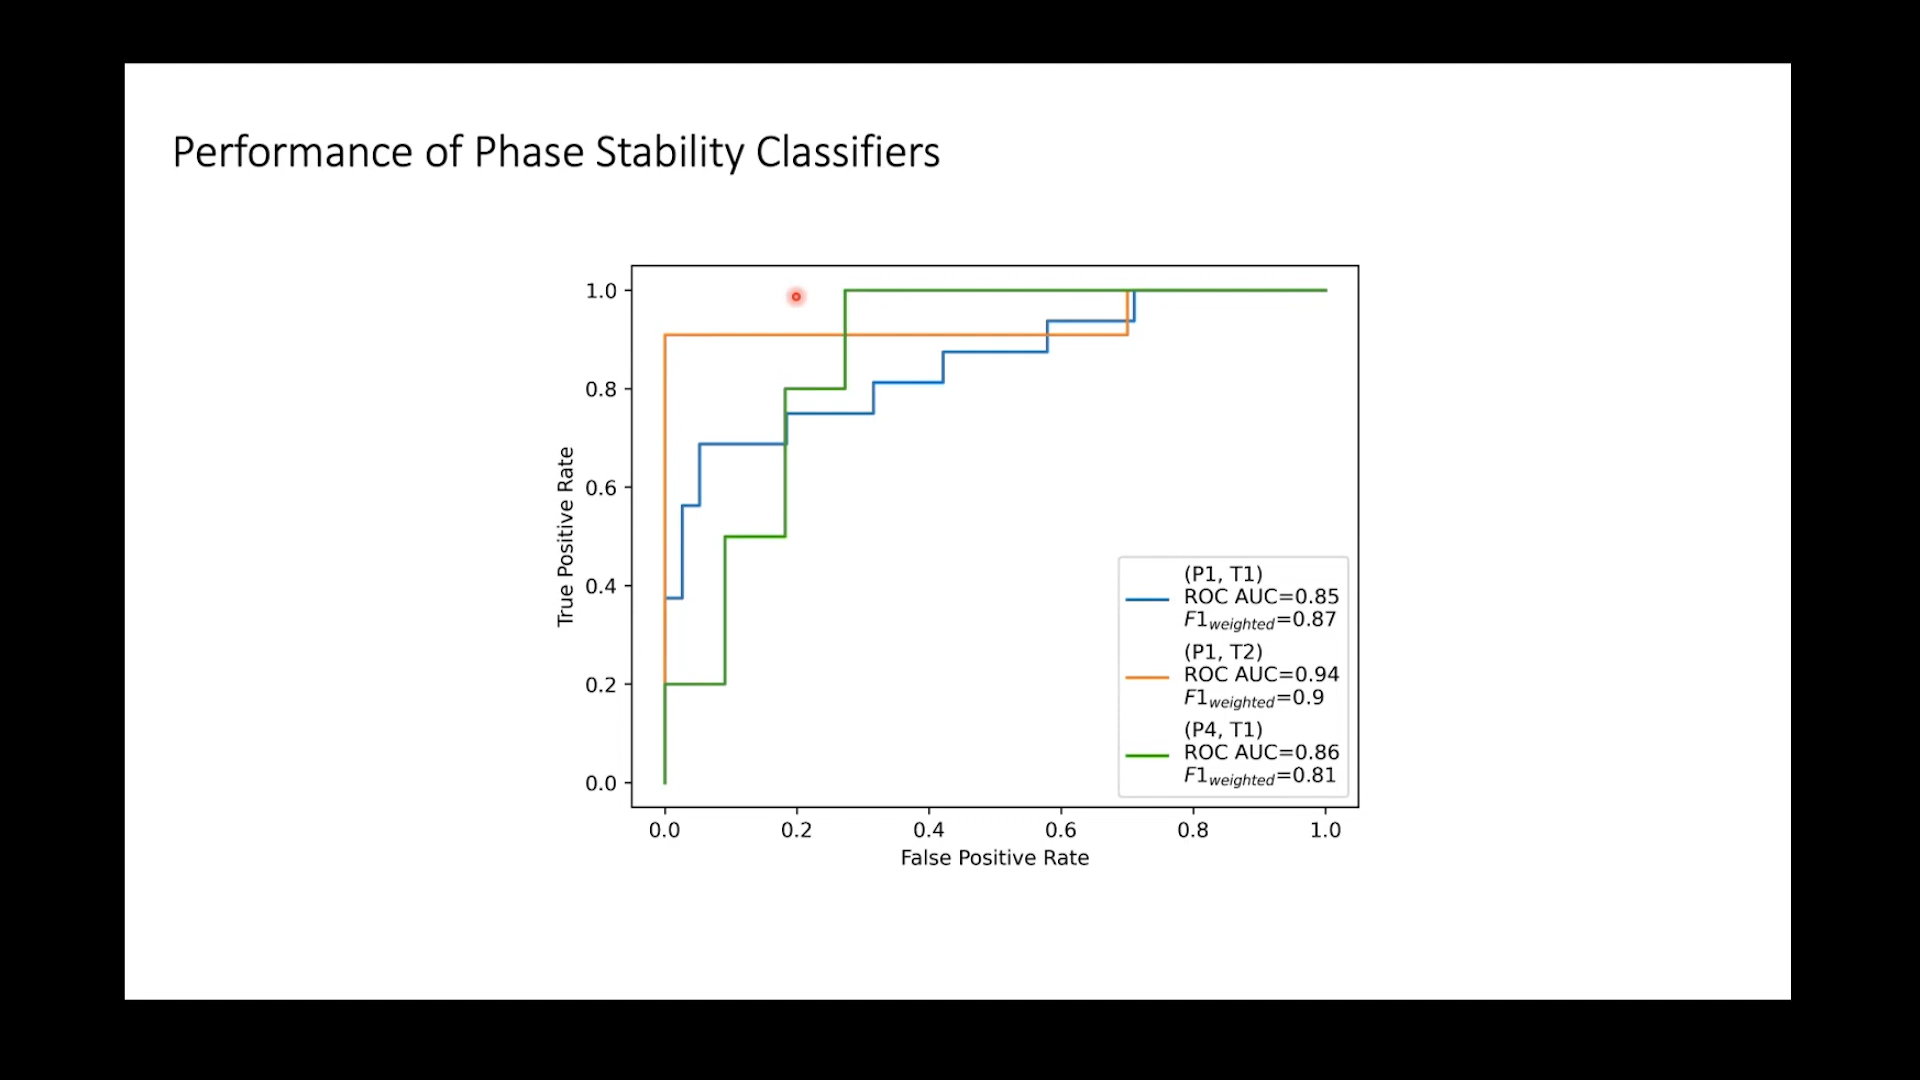 Performance of Phase Stability Classifiers
1.0
0.8
0.6
0.4
0.2
0.0
True Positive Rate
(P1, T1)
ROC AUC=0.85
F1weighted=0.87
(P1, T2)
ROC AUC=0.94
F1weighted=0.9
(P4, T1)
ROC AUC=0.86
F1weighted=0.81
0.0 0.2 0.4 0.6 0.8 1.0
False Positive Rate